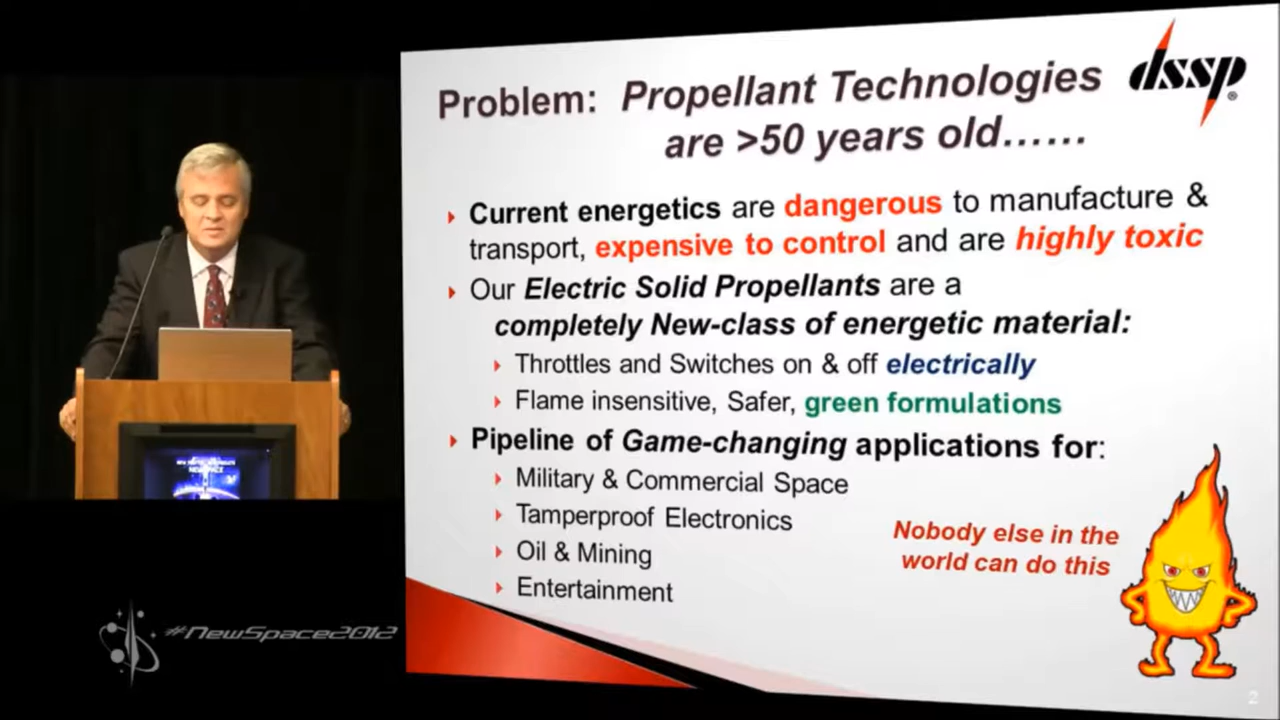 Problem: Propellant Technologies
are >50 years old……
dssp®
Current energetics are dangerous to manufacture &
transport, expensive to control and are highly toxic
Our Electric Solid Propellants are a
completely New-class of energetic material:
Throttles and Switches on & off electrically
Flame insensitive, Safer, green formulations
Pipeline of Game-changing applications for:
Military & Commercial Space
Tamperproof Electronics
Oil & Mining
Entertainment
Nobody else in the
world can do this
2
NEWSPACE
#NewSpace2012